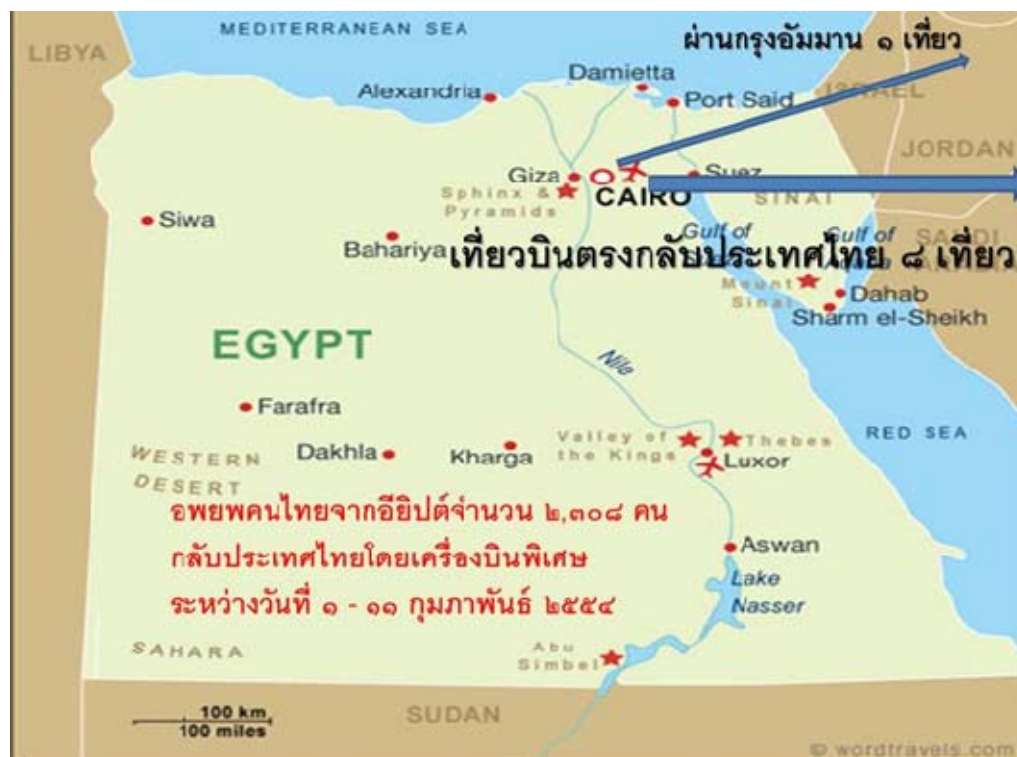 MEDITERRANEAN SEA
ผ่านกรุงอัมมาน ๑ เที่ยว
LIBYA
Damietta
Alexandria
Port Said
ISRAEL
JORDAN
Giza
Suez
CAIRO
SINAI
Sphinx &
Pyramids
Siwa
Bahariya
Gulf of
Gulf of
เที่ยวบินตรงกลับประเทศไทย ๘ เที่ยว
SAUDI
Mount
Sinai
Dahab
Sharm el-Sheikh
EGYPT
Nile
Farafra
RED SEA
WESTERN
DESERT
Dakhla
Kharga
Valley of
the Kings
Thebes
Luxor
อพยพคนไทยจากอียิปต์จำนวน ๒,๓๐๘ คน
กลับประเทศไทยโดยเครื่องบินพิเศษ
ระหว่างวันที่ ๑ - ๑๑ กุมภาพันธ์ ๒๕๕๔
Aswan
Lake
Nasser
SAHARA
Abu
Simbel
100 km
100 miles
SUDAN
© wordtravels.com